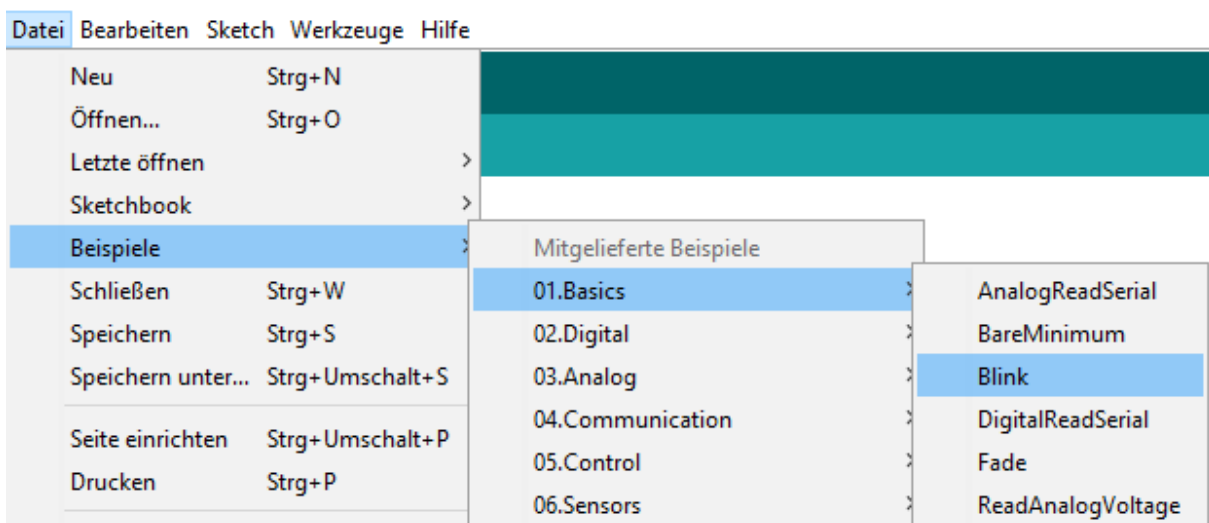 Datei Bearbeiten Sketch Werkzeuge Hilfe
Neu Strg+N
Öffnen... Strg+O
Letzte öffnen
Sketchbook
Beispiele
Schließen Strg+W
Speichern Strg+S
Speichern unter... Strg+Umschalt+S
Seite einrichten Strg+Umschalt+P
Drucken Strg+P
Mitgelieferte Beispiele
01.Basics
02.Digital
03.Analog
04.Communication
05.Control
06.Sensors
AnalogReadSerial
BareMinimum
Blink
DigitalReadSerial
Fade
ReadAnalogVoltage